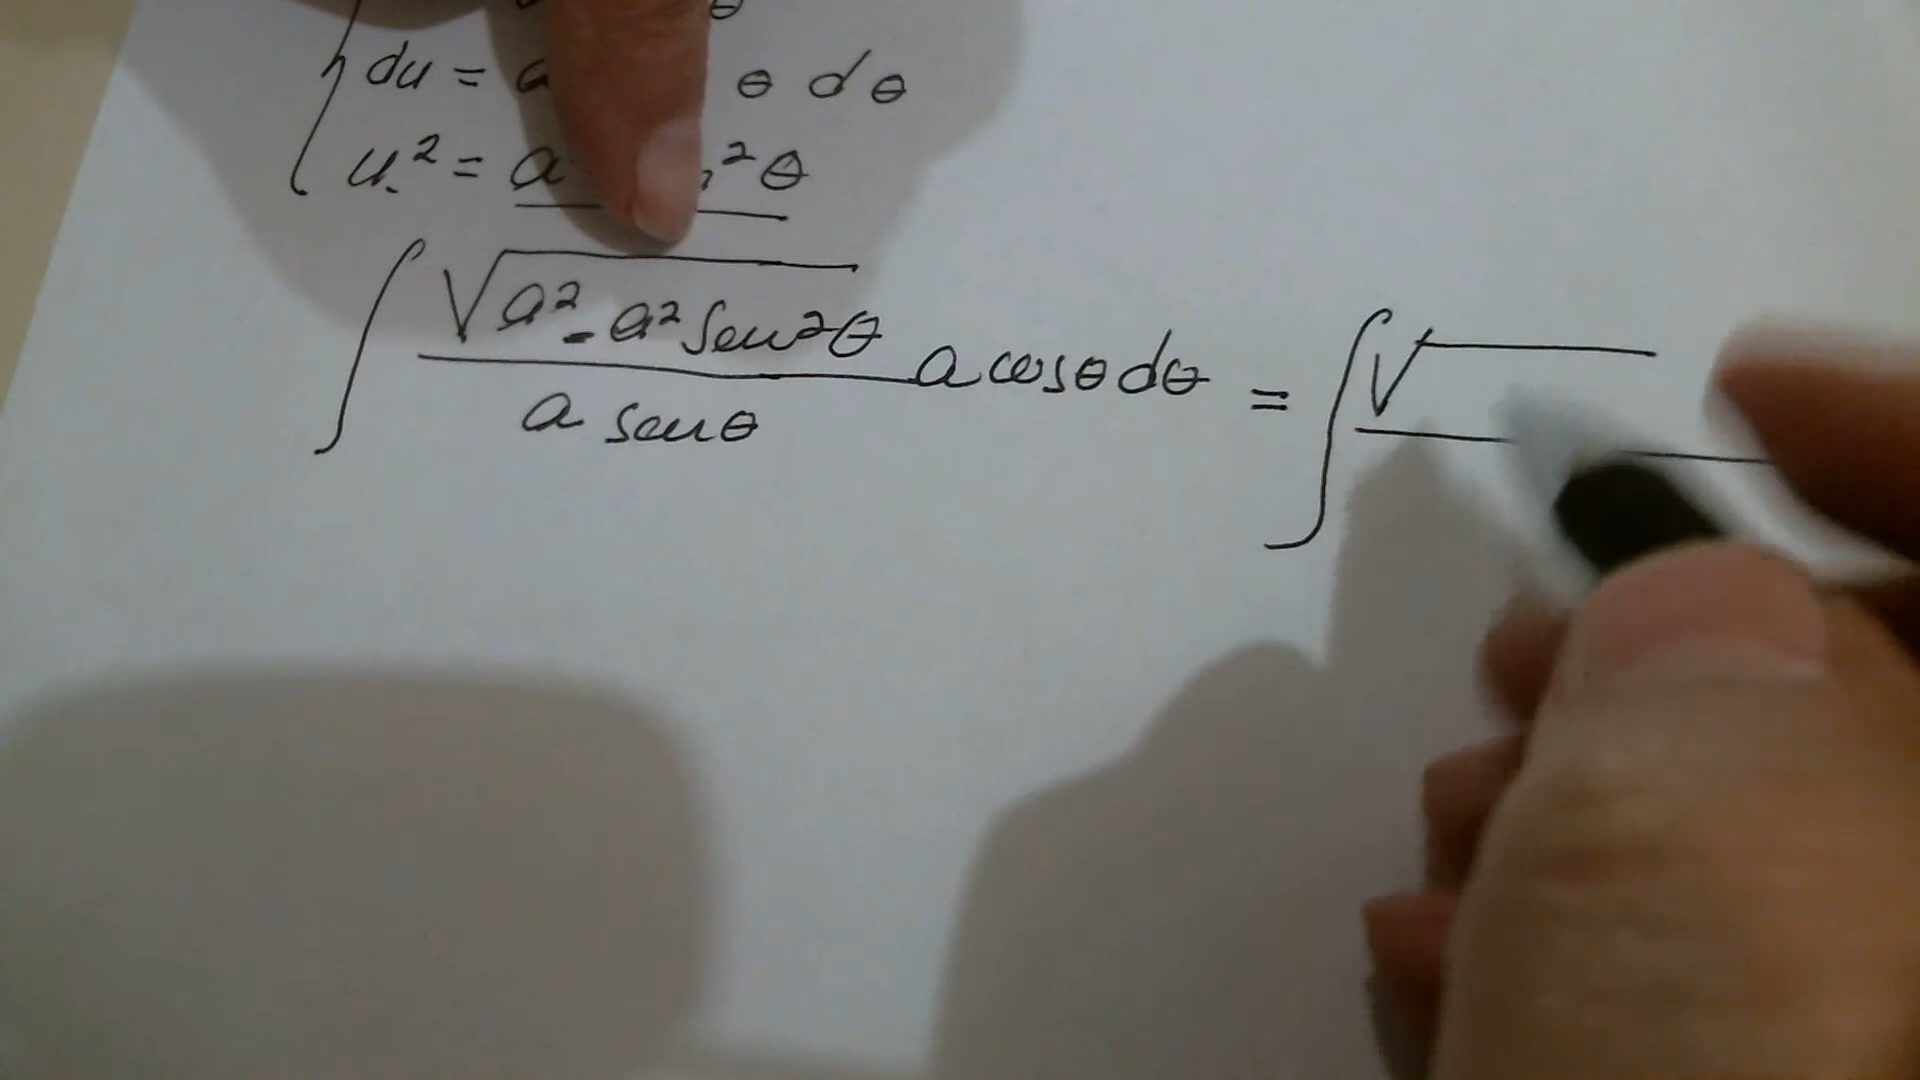 θ
du = a θ dθ
u² = a ²θ
∫ √(a² - a² sen²θ) / (a senθ) a cosθ dθ = ∫ √